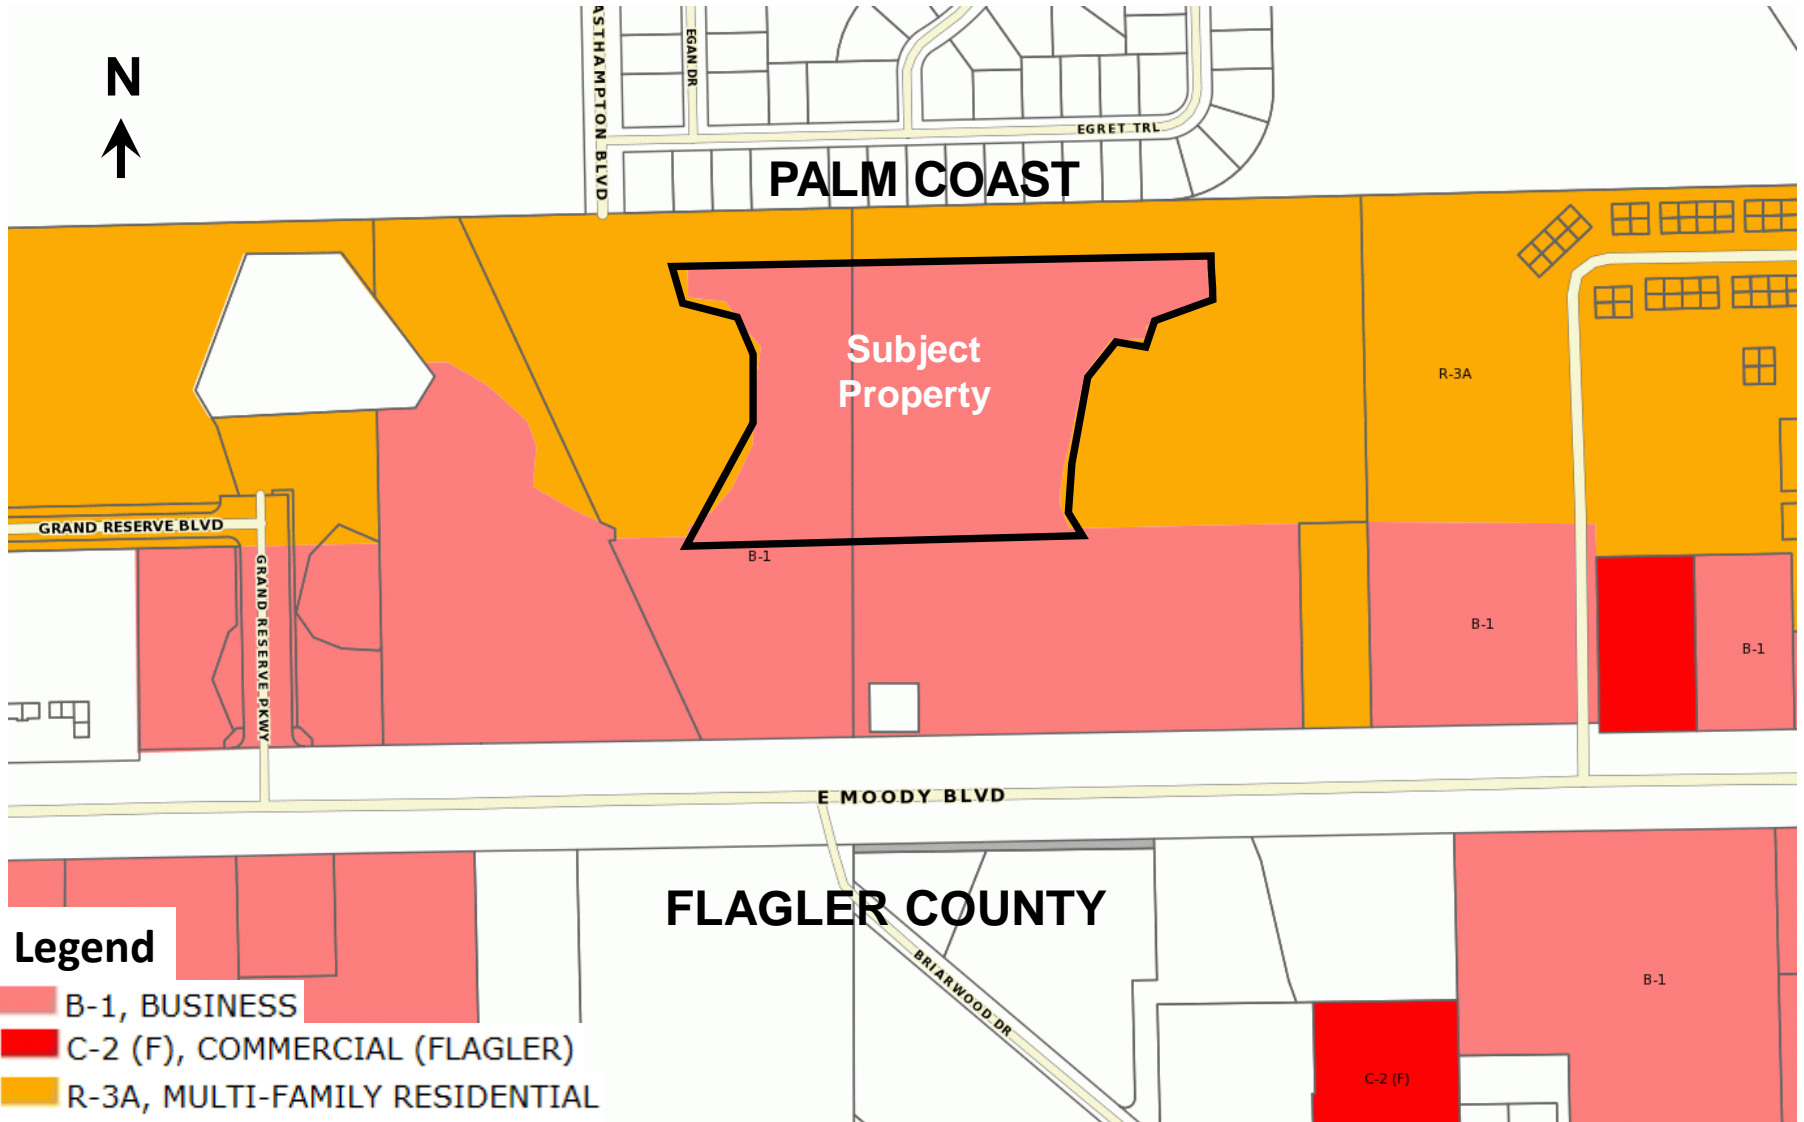 N
ASTHAMPTON BLVD
EGAN DR
EGRET TRL
PALM COAST
Subject
Property
R-3A
GRAND RESERVE BLVD
GRAND RESERVE PKWY
B-1
B-1
B-1
E MOODY BLVD
FLAGLER COUNTY
BRIARWOOD DR
B-1
C-2 (F)
Legend
B-1, BUSINESS
C-2 (F), COMMERCIAL (FLAGLER)
R-3A, MULTI-FAMILY RESIDENTIAL